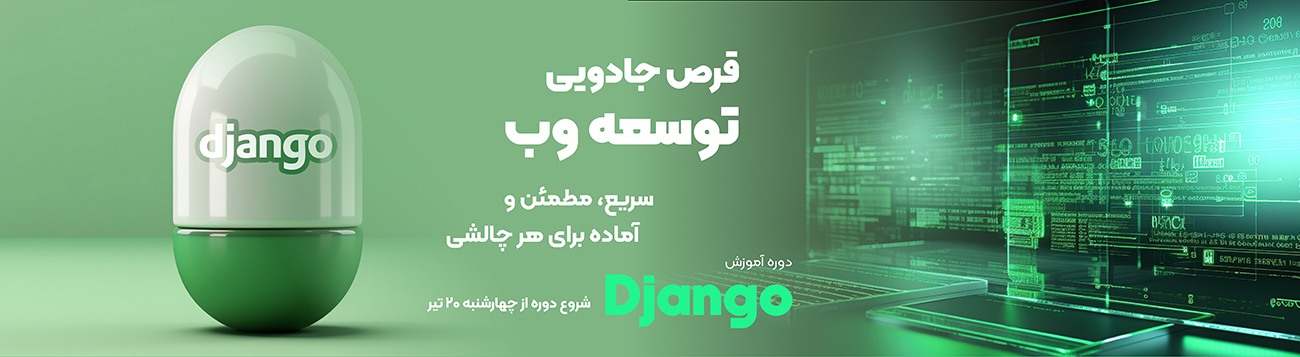 django
قرص جادویی
توسعه وب
سریع، مطمئن و
آماده برای هر چالشی
دوره آموزش
Django
شروع دوره از چهارشنبه ۲۰ تیر
208